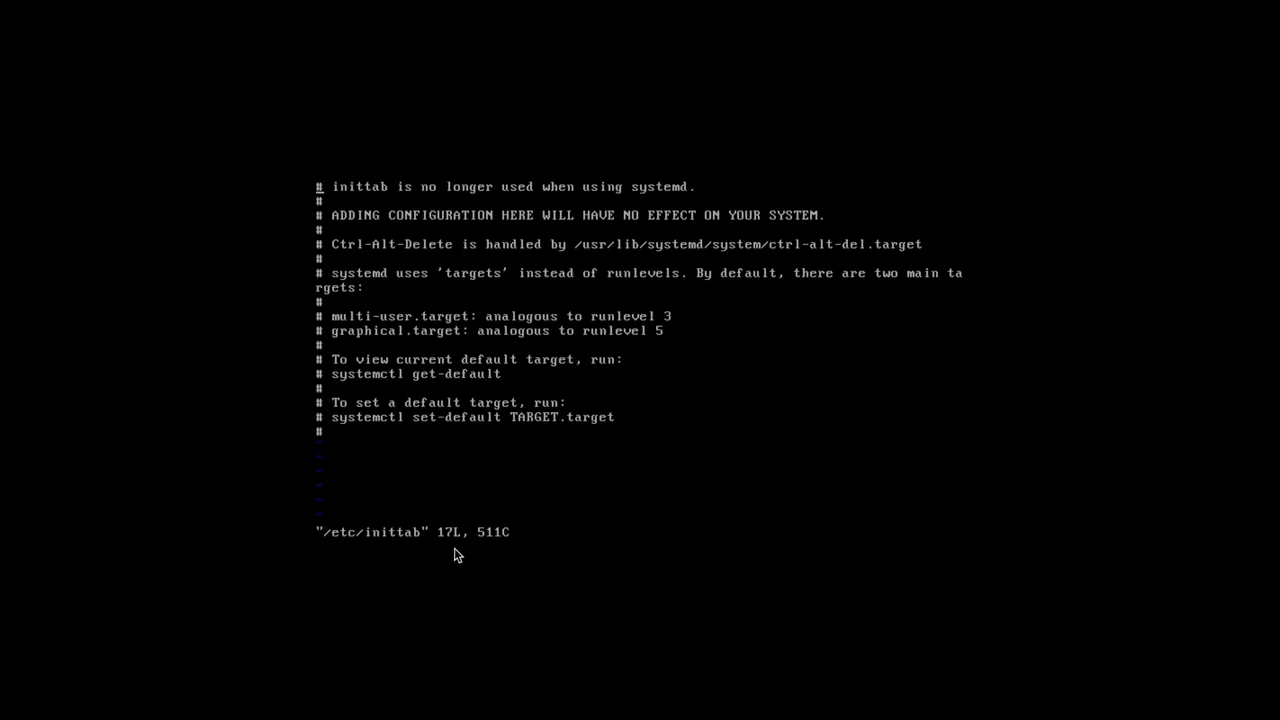 # inittab is no longer used when using systemd.
#
# ADDING CONFIGURATION HERE WILL HAVE NO EFFECT ON YOUR SYSTEM.
#
# Ctrl-Alt-Delete is handled by /usr/lib/systemd/system/ctrl-alt-del.target
#
# systemd uses 'targets' instead of runlevels. By default, there are two main ta
rgets:
#
# multi-user.target: analogous to runlevel 3
# graphical.target: analogous to runlevel 5
#
# To view current default target, run:
# systemctl get-default
#
# To set a default target, run:
# systemctl set-default TARGET.target
#
~
~
~
~
~
~
"/etc/inittab" 17L, 511C